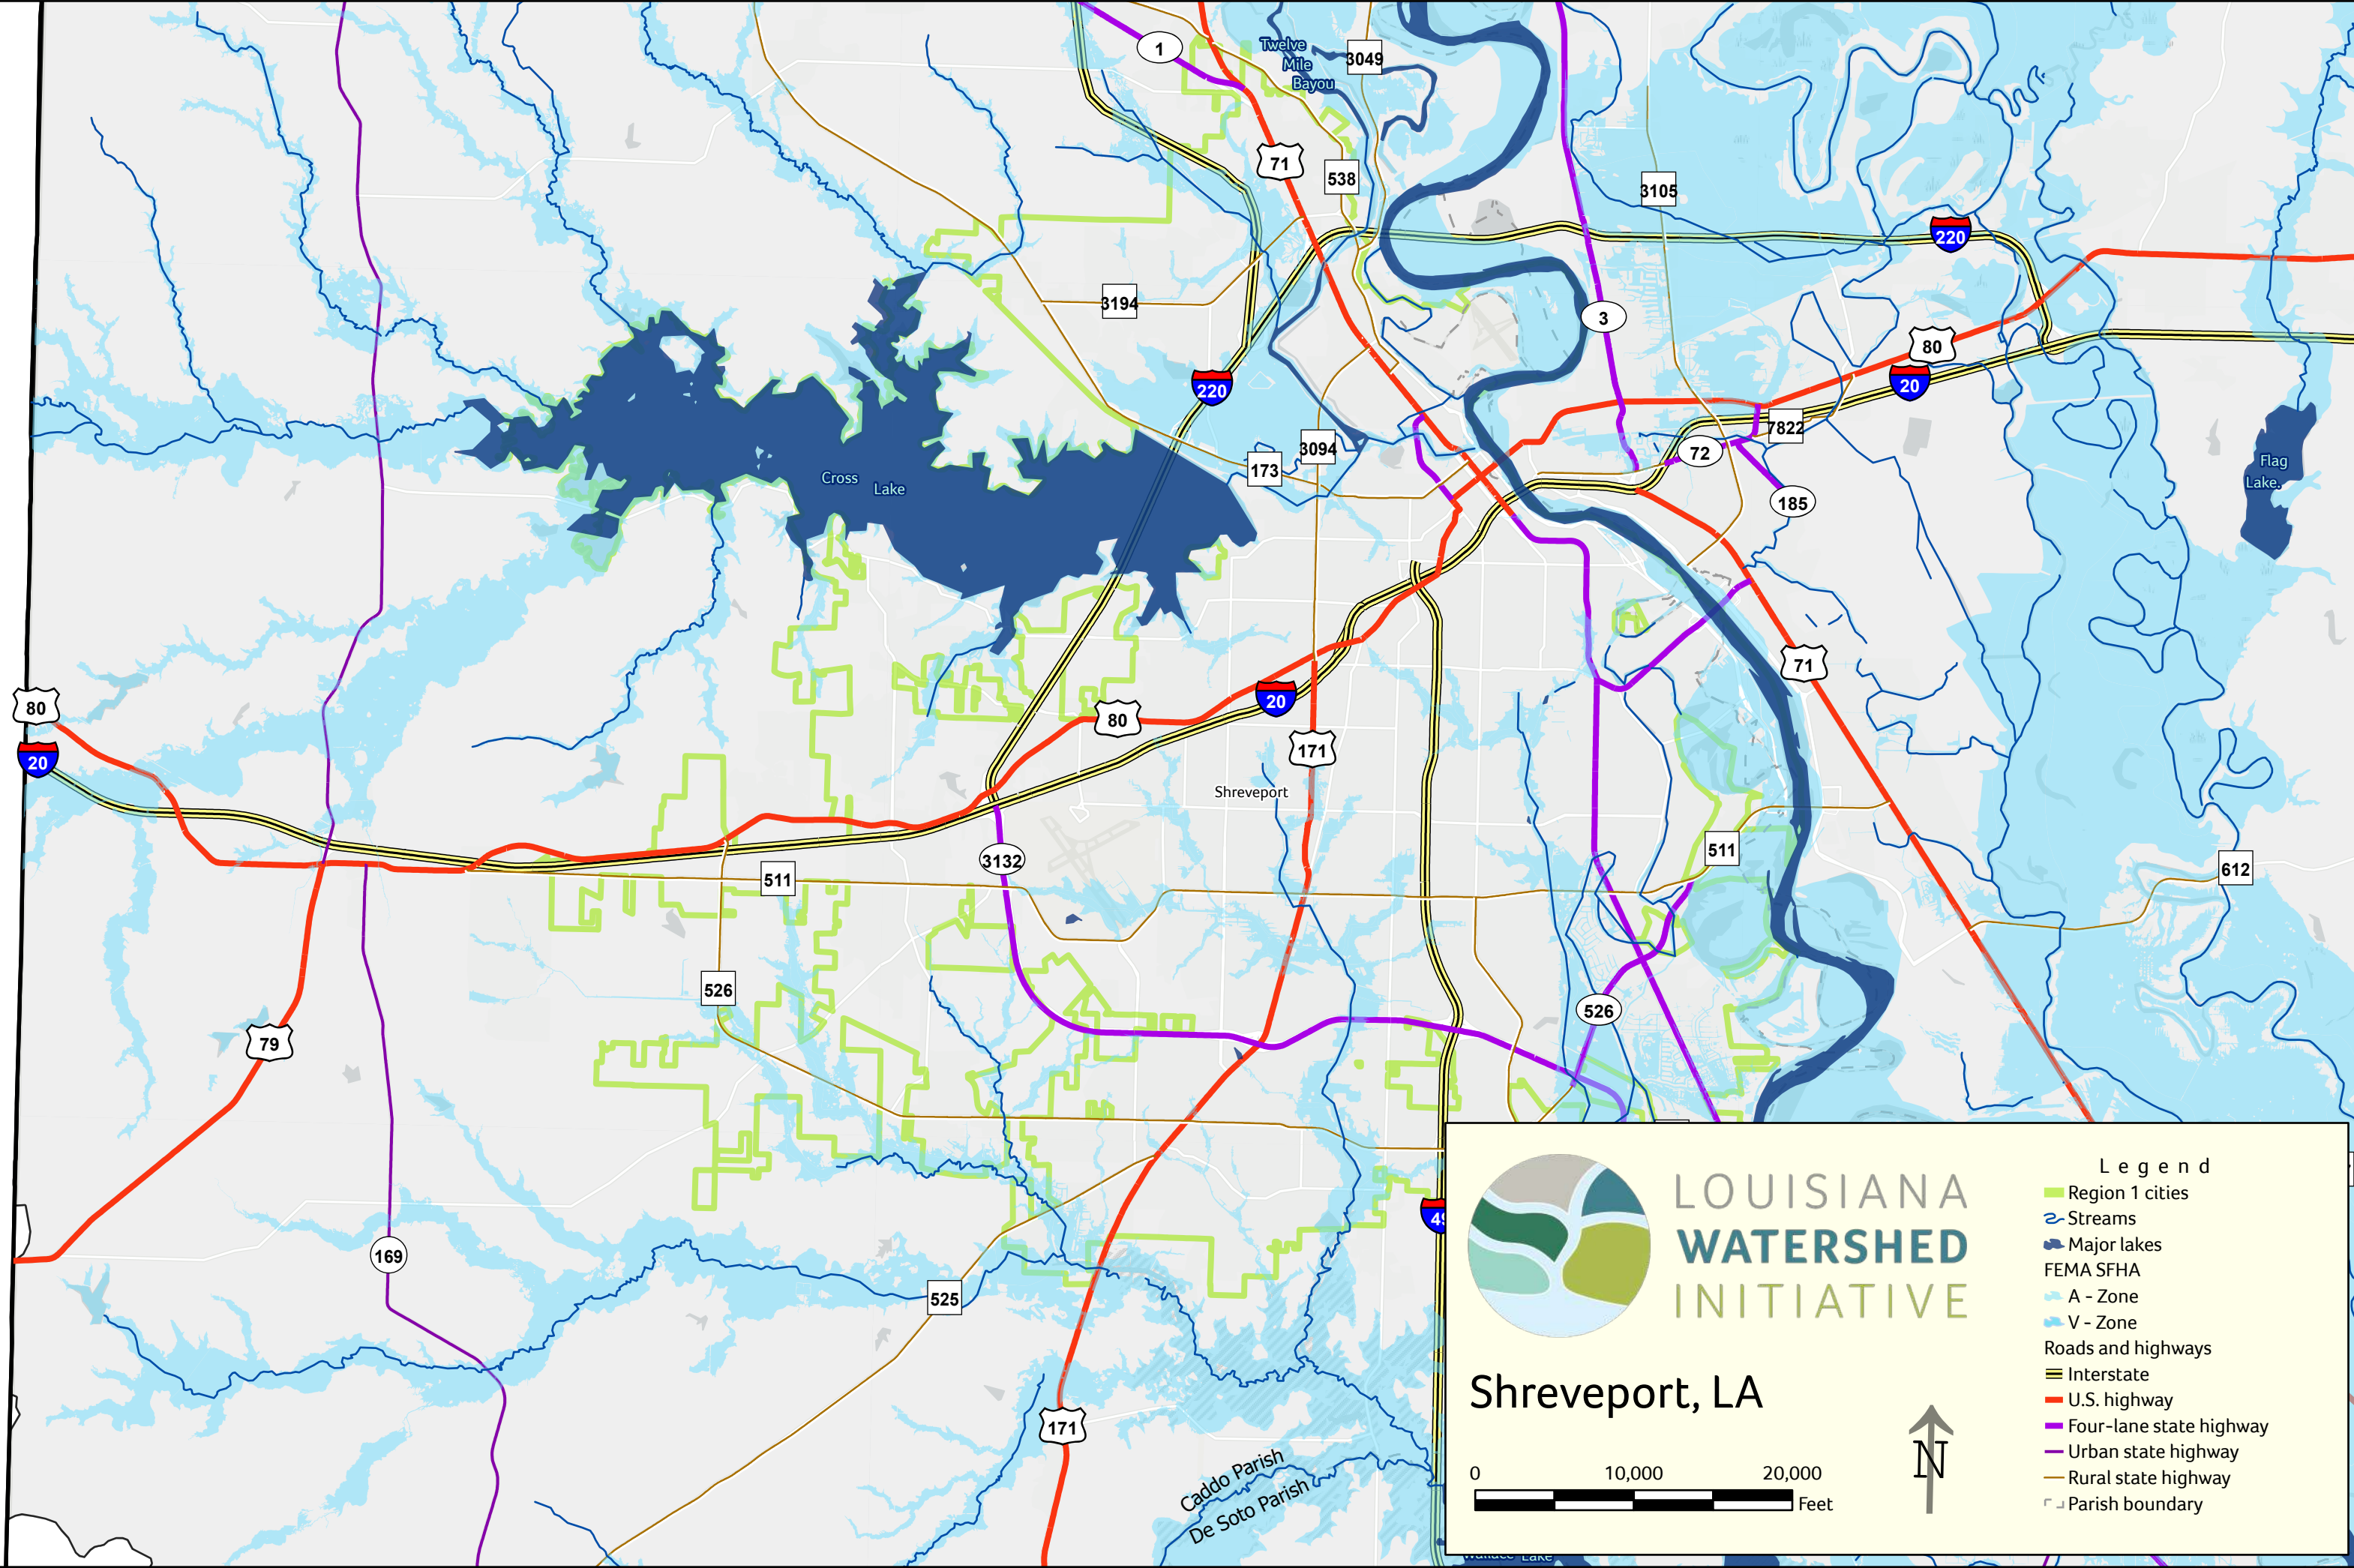 1
Twelve
Mile
Bayou
3049
71
538
3105
220
3194
3
80
220
20
7822
3094
72
173
Flag
Lake.
Cross
Lake
185
71
80
20
80
20
171
Shreveport
511
3132
511
612
526
526
79
169
525
171
Caddo Parish
De Soto Parish
LOUISIANA
WATERSHED
INITIATIVE
Shreveport, LA
0 10,000 20,000
Feet
N
Legend
Region 1 cities
Streams
Major lakes
FEMA SFHA
A - Zone
V - Zone
Roads and highways
Interstate
U.S. highway
Four-lane state highway
Urban state highway
Rural state highway
Parish boundary